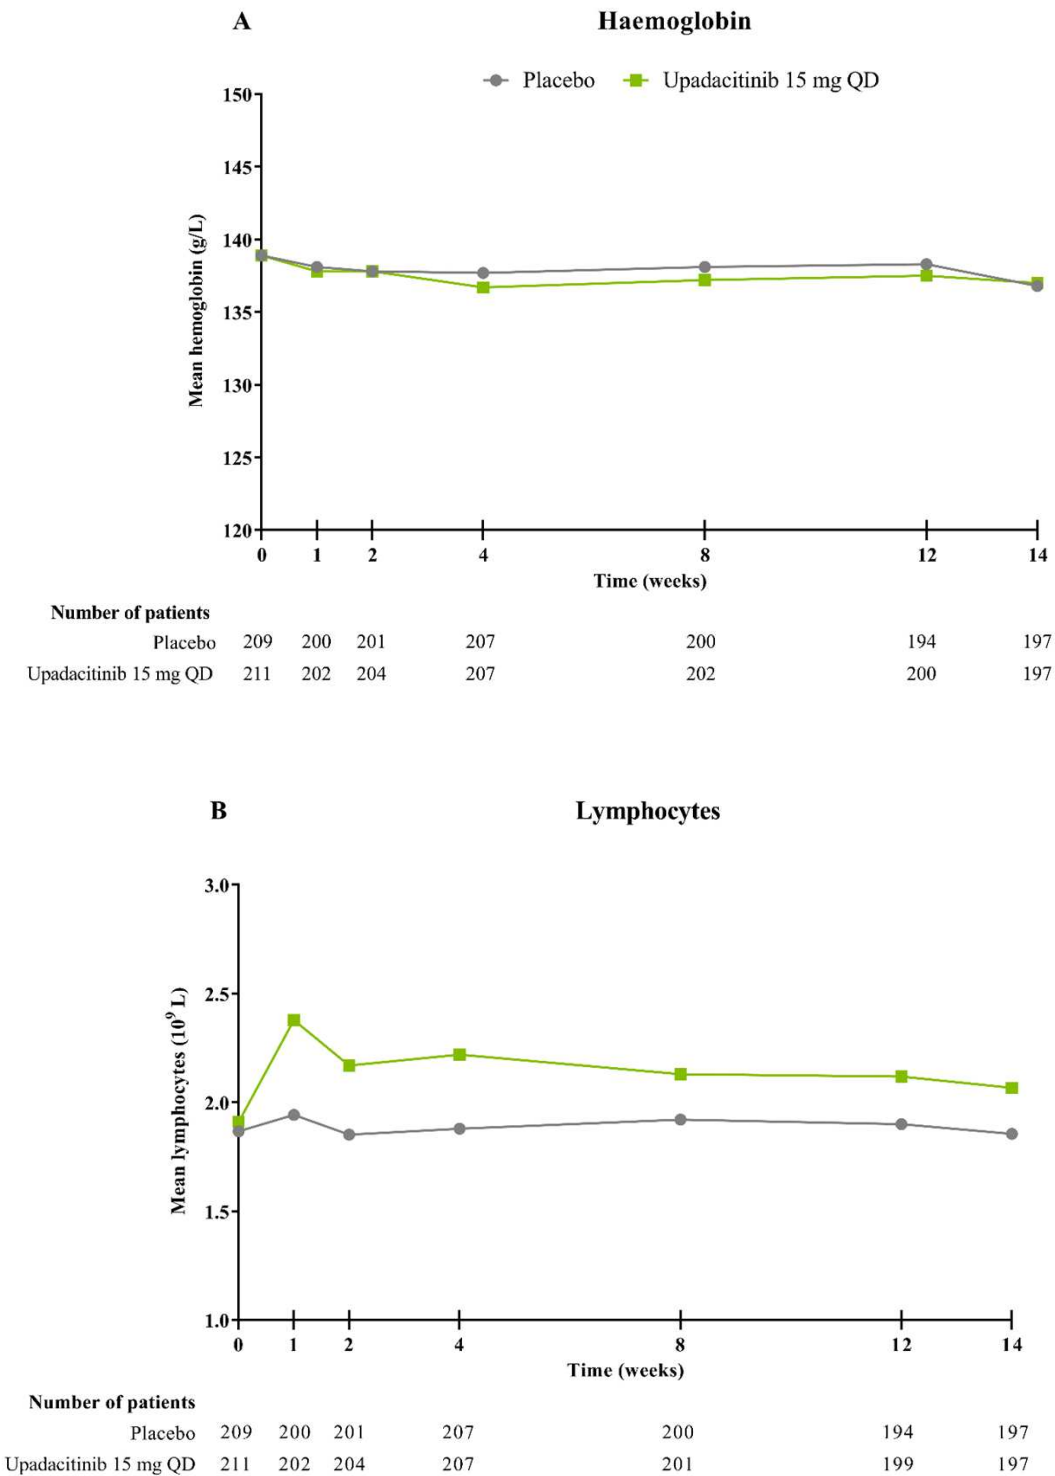 A Haemoglobin
Placebo Upadacitinib 15 mg QD
150
145
140
135
130
125
120
Mean hemoglobin (g/L)
0 1 2 4 8 12 14
Time (weeks)
Number of patients
Placebo 209 200 201 207 200 194 197
Upadacitinib 15 mg QD 211 202 204 207 202 200 197
B Lymphocytes
3.0
2.5
2.0
1.5
1.0
Mean lymphocytes (10⁹ L)
0 1 2 4 8 12 14
Time (weeks)
Number of patients
Placebo 209 200 201 207 200 194 197
Upadacitinib 15 mg QD 211 202 204 207 201 199 197